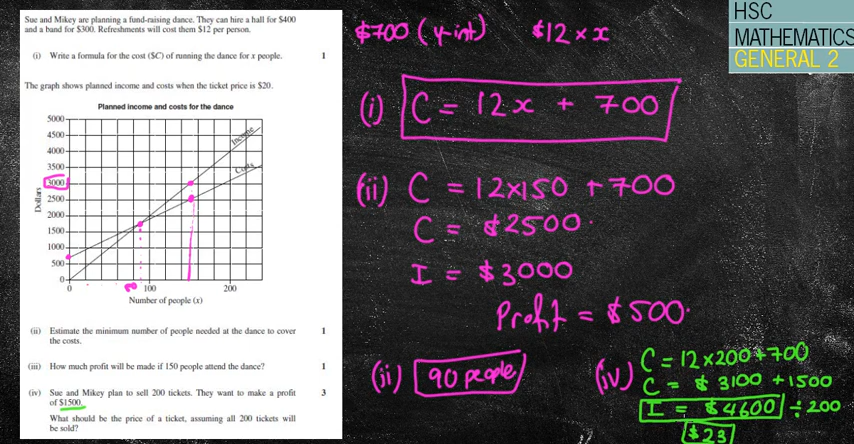 Sue and Mikey are planning a fund-raising dance. They can hire a hall for $400
and a band for $300. Refreshments will cost them $12 per person.
(i) Write a formula for the cost ($C) of running the dance for x people. 1
The graph shows planned income and costs when the ticket price is $20.
Planned income and costs for the dance
5000
4500
4000
3500
3000
2500
2000
1500
1000
500
0
Dollars
Income
Costs
0 100 200
90
Number of people (x)
(ii) Estimate the minimum number of people needed at the dance to cover 1
the costs.
(iii) How much profit will be made if 150 people attend the dance? 1
(iv) Sue and Mikey plan to sell 200 tickets. They want to make a profit 3
of $1500.
What should be the price of a ticket, assuming all 200 tickets will
be sold?
$700 (y-int) $12 × x
(i) C = 12x + 700
(iii) C = 12×150 + 700
C = $2500.
I = $3000
Profit = $500.
(ii) 90 people
(iv) C = 12×200+700
C = $3100 +1500
I = $4600 ÷ 200
$23
HSC
MATHEMATICS
GENERAL 2